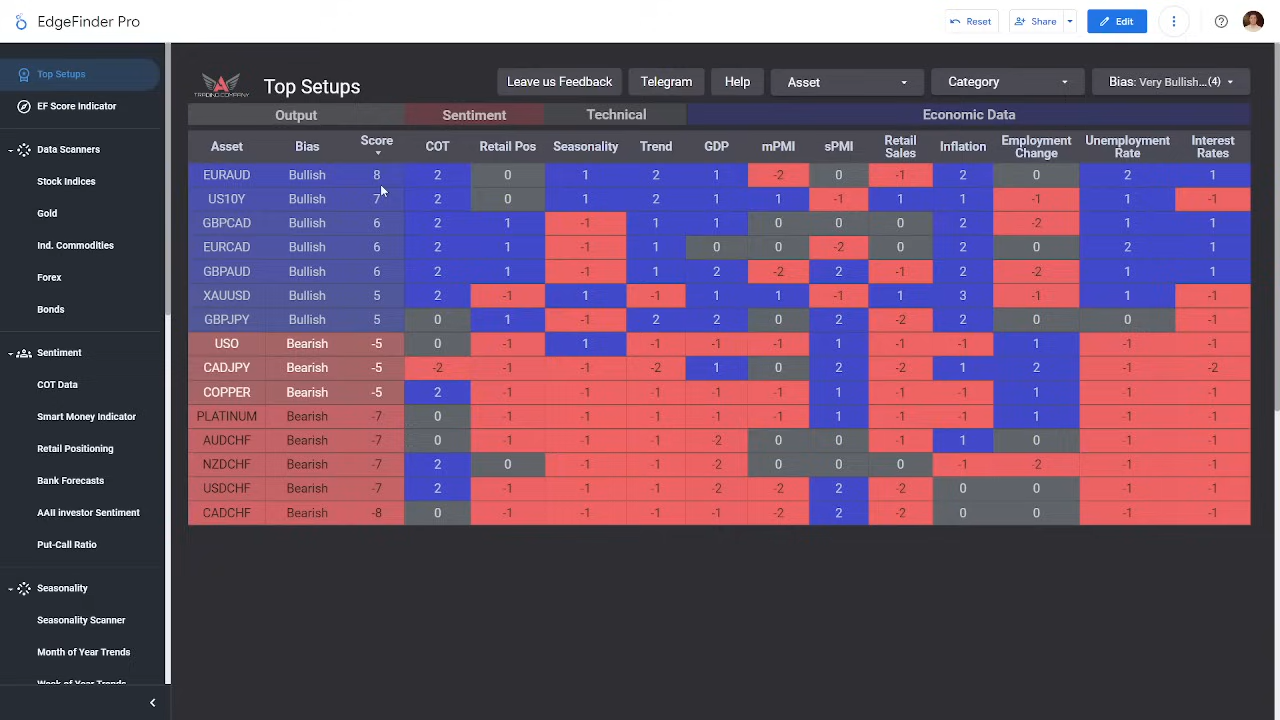 EdgeFinder Pro
Reset
Share
Edit
Top Setups
EF Score Indicator
Data Scanners
Stock Indices
Gold
Ind. Commodities
Forex
Bonds
Sentiment
COT Data
Smart Money Indicator
Retail Positioning
Bank Forecasts
AAII investor Sentiment
Put-Call Ratio
Seasonality
Seasonality Scanner
Month of Year Trends
Week of Year Trends
TRADING COMPANY
Top Setups
Leave us Feedback
Telegram
Help
Asset
Category
Bias: Very Bullish... (4)
Output Sentiment Technical Economic Data
Asset Bias Score COT Retail Pos Seasonality Trend GDP mPMI sPMI Retail Sales Inflation Employment Change Unemployment Rate Interest Rates
EURAUD Bullish 8 2 0 1 2 1 -2 0 -1 2 0 2 1
US10Y Bullish 7 2 0 1 2 1 1 -1 1 1 -1 1 -1
GBPCAD Bullish 6 2 1 -1 1 1 0 0 0 2 -2 1 1
EURCAD Bullish 6 2 1 -1 1 0 0 -2 0 2 0 2 1
GBPAUD Bullish 6 2 1 -1 1 2 -2 2 -1 2 -2 1 1
XAUUSD Bullish 5 2 -1 1 -1 1 1 -1 1 3 -1 1 -1
GBPJPY Bullish 5 0 1 -1 2 2 0 2 -2 2 0 0 -1
USO Bearish -5 0 -1 1 -1 -1 -1 1 -1 -1 1 -1 -1
CADJPY Bearish -5 -2 -1 -1 -2 1 0 2 -2 1 2 -1 -2
COPPER Bearish -5 2 -1 -1 -1 -1 -1 1 -1 -1 1 -1 -1
PLATINUM Bearish -7 0 -1 -1 -1 -1 -1 1 -1 -1 1 -1 -1
AUDCHF Bearish -7 0 -1 -1 -1 -2 0 0 -1 1 0 -1 -1
NZDCHF Bearish -7 2 0 -1 -1 -2 0 0 0 -1 -2 -1 -1
USDCHF Bearish -7 2 -1 -1 -1 -2 -2 2 -2 0 0 -1 -1
CADCHF Bearish -8 0 -1 -1 -1 -1 -2 2 -2 0 0 -1 -1